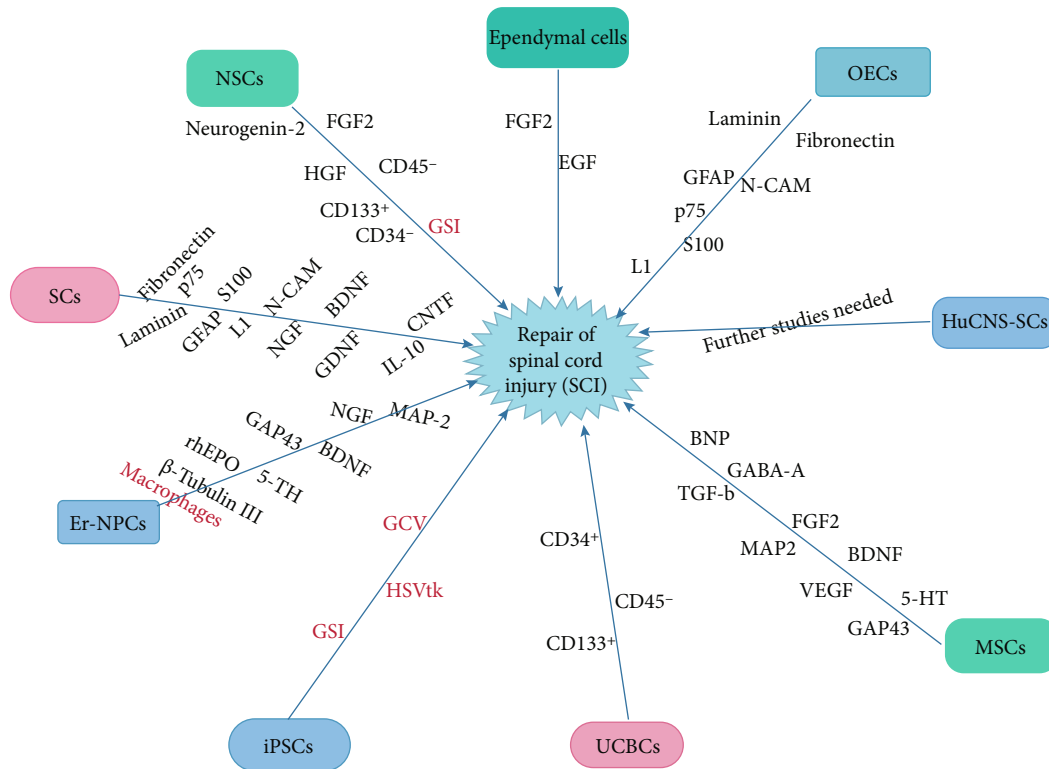 Ependymal cells
NSCs
OECs
Neurogenin-2
FGF2
HGF
CD45⁻
CD133⁺
CD34⁻
GSI
FGF2
EGF
Laminin
Fibronectin
GFAP
N-CAM
p75
S100
L1
SCs
Fibronectin
Laminin
p75
GFAP
S100
L1
N-CAM
NGF
BDNF
GDNF
CNTF
IL-10
Repair of
spinal cord
injury (SCI)
Further studies needed
HuCNS-SCs
Er-NPCs
Macrophages
β-Tubulin III
rhEPO
5-TH
GAP43
BDNF
NGF
MAP-2
GCV
HSVtk
GSI
iPSCs
CD34⁺
CD45⁻
CD133⁺
UCBCs
BNP
GABA-A
TGF-b
FGF2
MAP2
BDNF
VEGF
5-HT
GAP43
MSCs